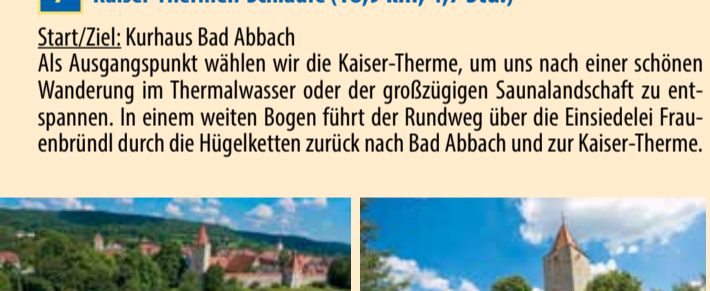 Start/Ziel: Kurhaus Bad Abbach
Als Ausgangspunkt wählen wir die Kaiser-Therme, um uns nach einer schönen
Wanderung im Thermalwasser oder der großzügigen Saunalandschaft zu ent-
spannen. In einem weiten Bogen führt der Rundweg über die Einsiedelei Frau-
enbründl durch die Hügelketten zurück nach Bad Abbach und zur Kaiser-Therme.